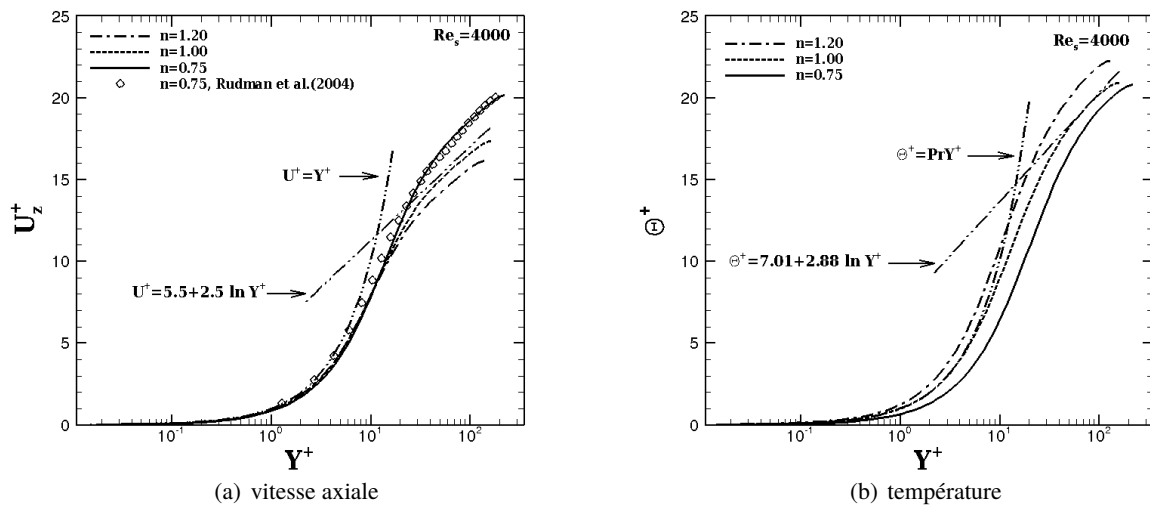 25
20
15
10
5
0
U_z^+
n=1.20
n=1.00
n=0.75
n=0.75, Rudman et al.(2004)
Re_s=4000
U^+=Y^+
U^+=5.5+2.5 ln Y^+
10^-1
10^0
10^1
10^2
Y^+
(a) vitesse axiale
25
20
15
10
5
0
Θ^+
n=1.20
n=1.00
n=0.75
Re_s=4000
Θ^+=PrY^+
Θ^+=7.01+2.88 ln Y^+
10^-1
10^0
10^1
10^2
Y^+
(b) température